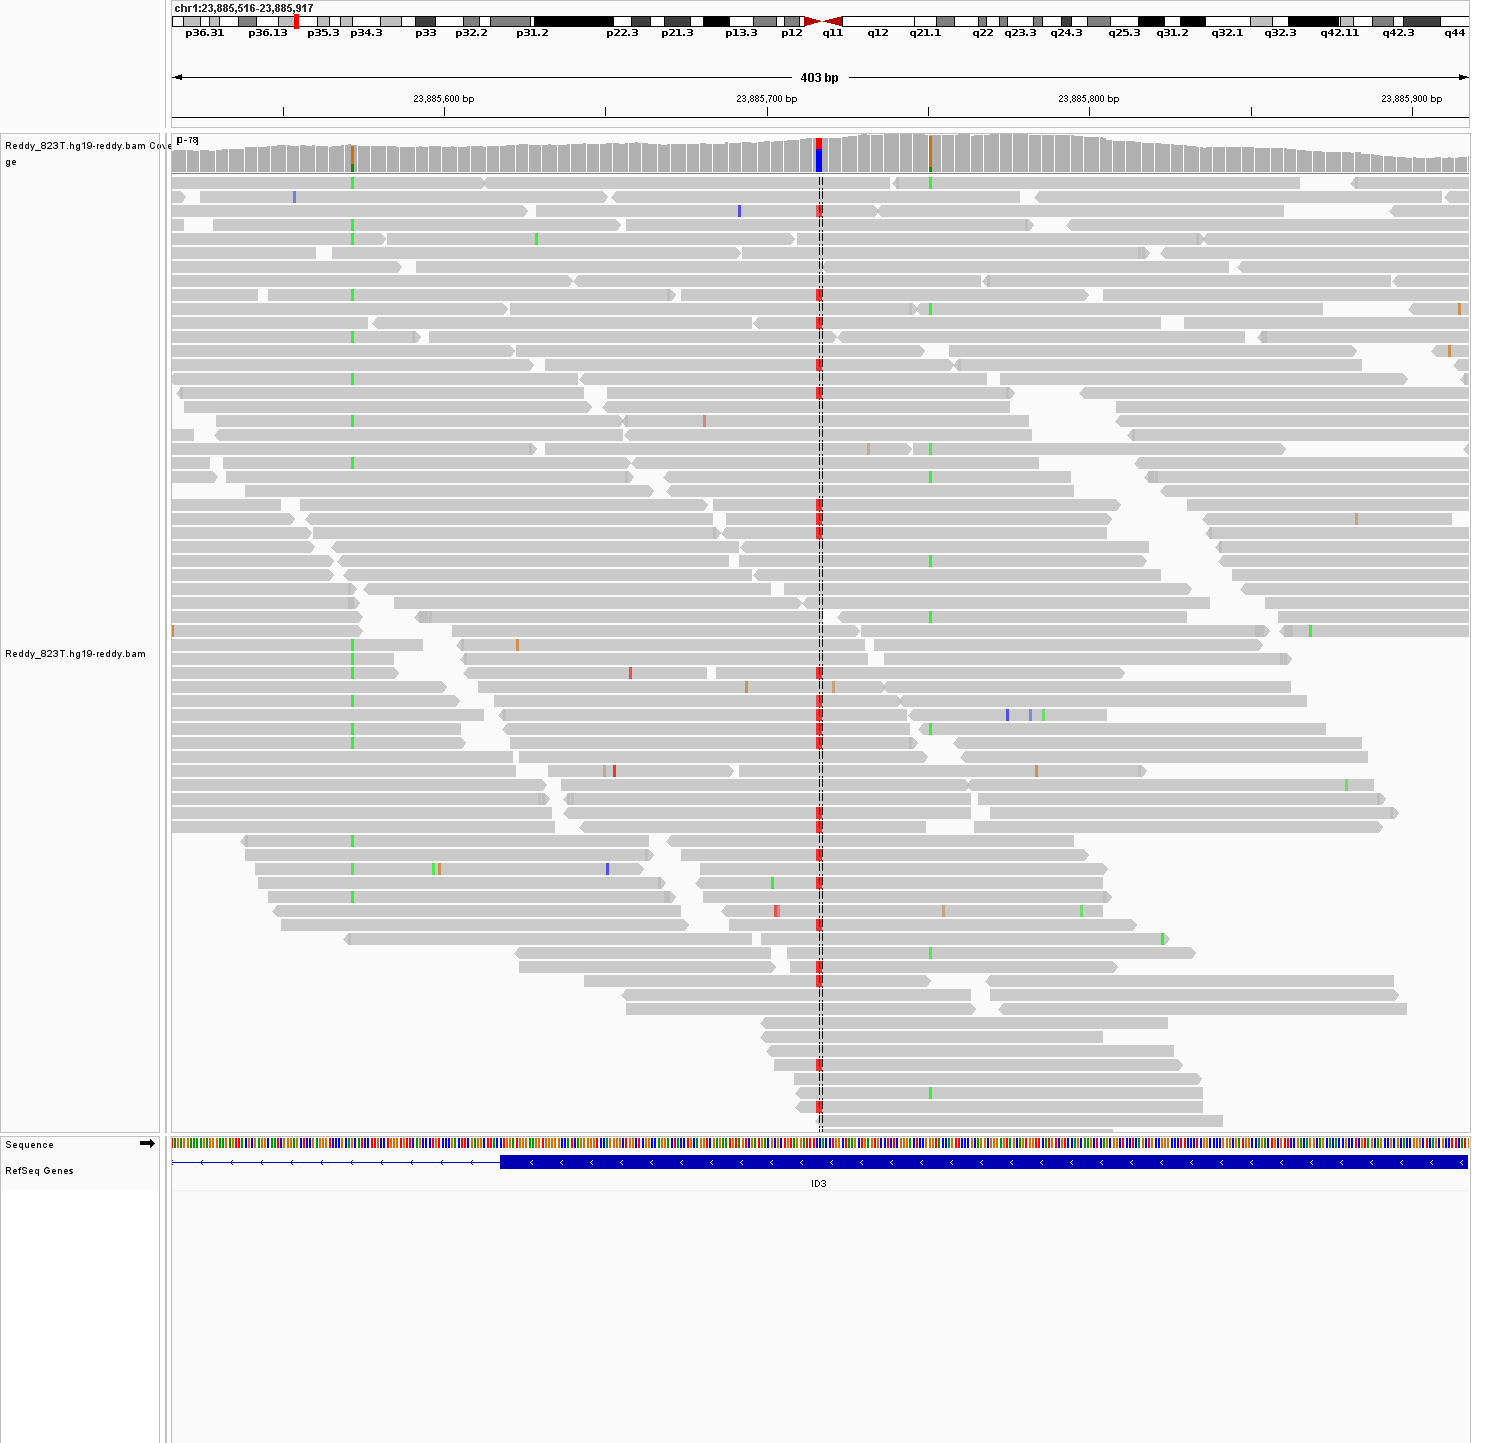 chr1:23,885,516-23,885,917
p36.31 p36.13 p35.3 p34.3 p33 p32.2 p31.2 p22.3 p21.3 p13.3 p12 q11 q12 q21.1 q22 q23.3 q24.3 q25.3 q31.2 q32.1 q32.3 q42.11 q42.3 q44
403 bp
23,885,600 bp 23,885,700 bp 23,885,800 bp 23,885,900 bp
[0-78]
Reddy_823T.hg19-reddy.bam Cove
ge
Reddy_823T.hg19-reddy.bam
Sequence
RefSeq Genes
ID3